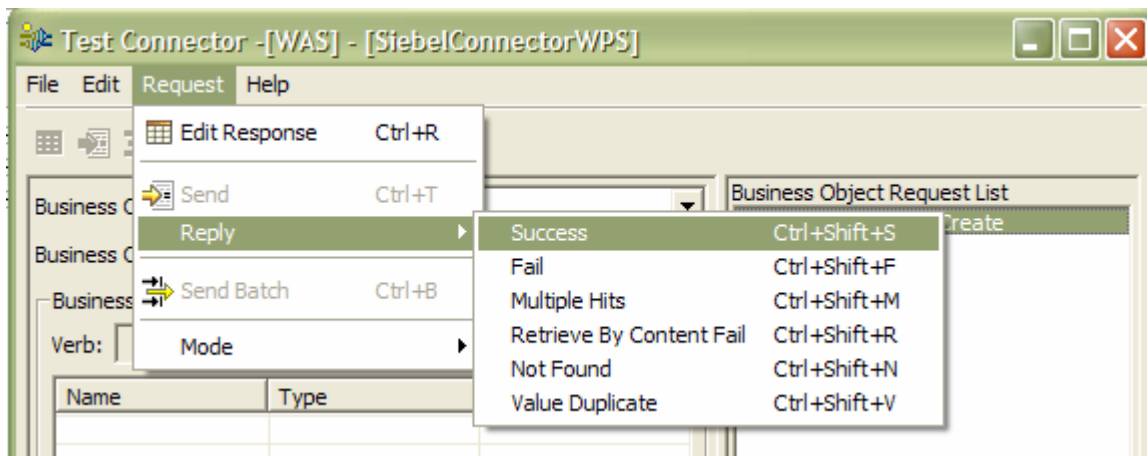 Test Connector -[WAS] - [SiebelConnectorWPS]
File Edit Request Help
Edit Response Ctrl+R
Send Ctrl+T
Reply
Send Batch Ctrl+B
Mode
Success Ctrl+Shift+S
Fail Ctrl+Shift+F
Multiple Hits Ctrl+Shift+M
Retrieve By Content Fail Ctrl+Shift+R
Not Found Ctrl+Shift+N
Value Duplicate Ctrl+Shift+V
Business
Business
Business
Verb:
Name Type
Business Object Request List
Create